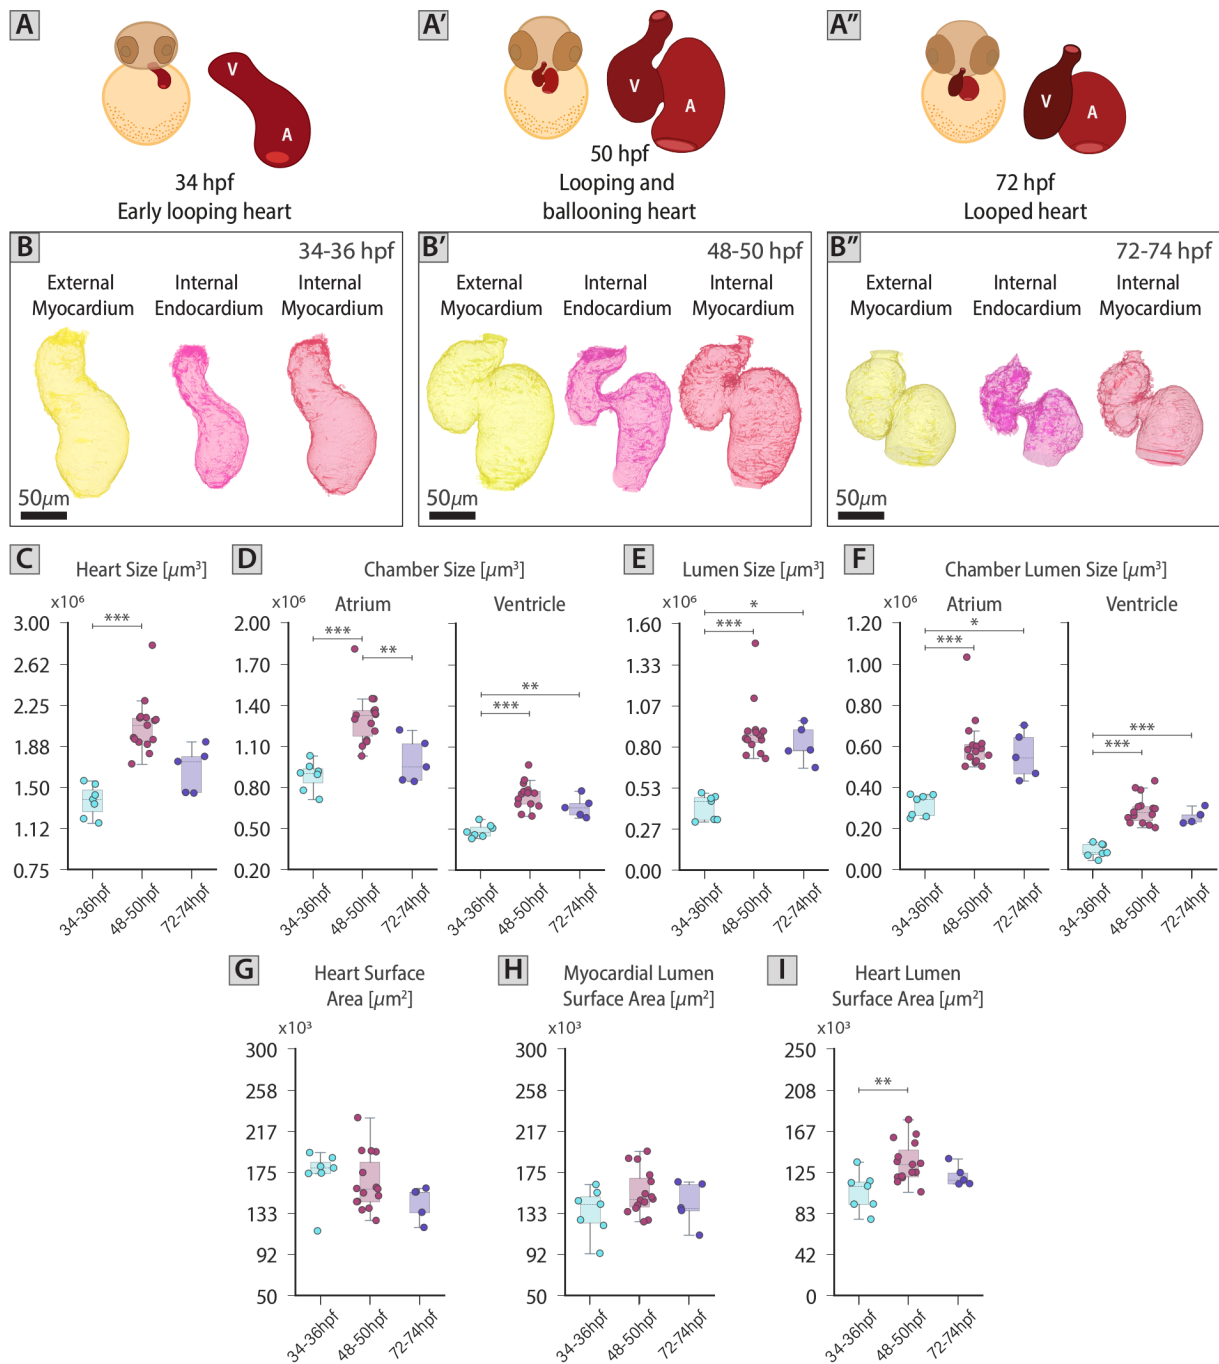 A
V
A
34 hpf
Early looping heart
A′
V
A
50 hpf
Looping and
ballooning heart
A″
V
A
72 hpf
Looped heart
B
34-36 hpf
External
Myocardium
Internal
Endocardium
Internal
Myocardium
50μm
B′
48-50 hpf
External
Myocardium
Internal
Endocardium
Internal
Myocardium
50μm
B″
72-74 hpf
External
Myocardium
Internal
Endocardium
Internal
Myocardium
50μm
C
Heart Size [μm³]
x10⁶
3.00
2.62
2.25
1.88
1.50
1.12
0.75
***
34-36hpf
48-50hpf
72-74hpf
D
Chamber Size [μm³]
x10⁶
Atrium
Ventricle
2.00
1.70
1.40
1.10
0.80
0.50
0.20
***
**
**
***
34-36hpf
48-50hpf
72-74hpf
34-36hpf
48-50hpf
72-74hpf
E
Lumen Size [μm³]
x10⁶
1.60
1.33
1.07
0.80
0.53
0.27
0.00
*
***
34-36hpf
48-50hpf
72-74hpf
F
Chamber Lumen Size [μm³]
x10⁶
Atrium
Ventricle
1.20
1.00
0.80
0.60
0.40
0.20
0.00
*
***
***
***
34-36hpf
48-50hpf
72-74hpf
34-36hpf
48-50hpf
72-74hpf
G
Heart Surface
Area [μm²]
x10³
300
258
217
175
133
92
50
34-36hpf
48-50hpf
72-74hpf
H
Myocardial Lumen
Surface Area [μm²]
x10³
300
258
217
175
133
92
50
34-36hpf
48-50hpf
72-74hpf
I
Heart Lumen
Surface Area [μm²]
x10³
250
208
167
125
83
42
0
**
34-36hpf
48-50hpf
72-74hpf